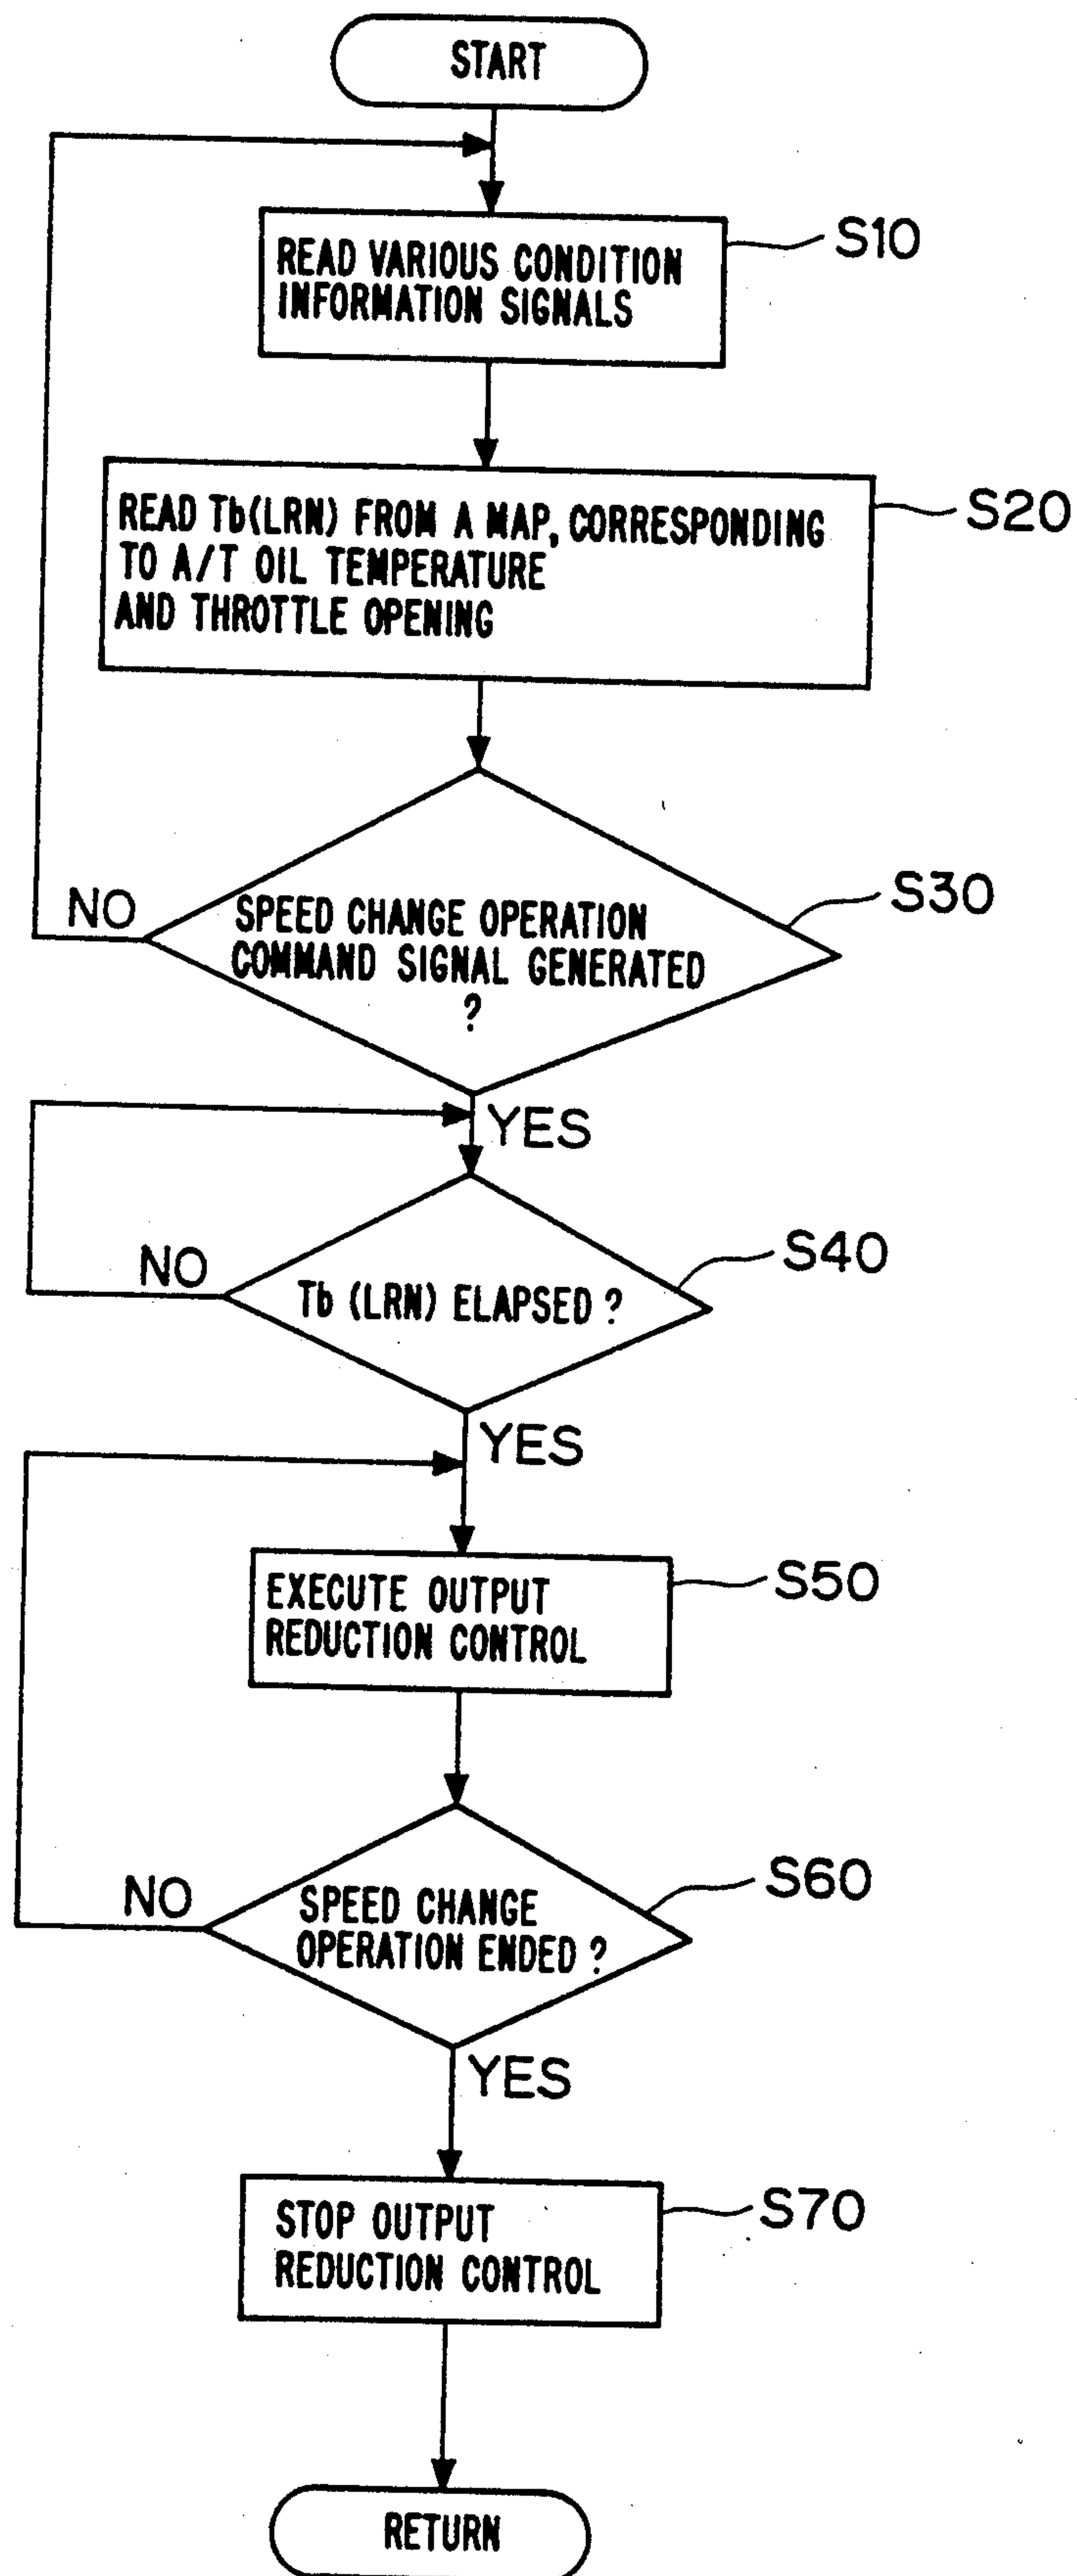 START
READ VARIOUS CONDITION
INFORMATION SIGNALS
S10
READ Tb(LRN) FROM A MAP, CORRESPONDING
TO A/T OIL TEMPERATURE
AND THROTTLE OPENING
S20
SPEED CHANGE OPERATION
COMMAND SIGNAL GENERATED
?
S30
NO
YES
Tb (LRN) ELAPSED ?
S40
NO
YES
EXECUTE OUTPUT
REDUCTION CONTROL
S50
SPEED CHANGE
OPERATION ENDED ?
S60
NO
YES
STOP OUTPUT
REDUCTION CONTROL
S70
RETURN